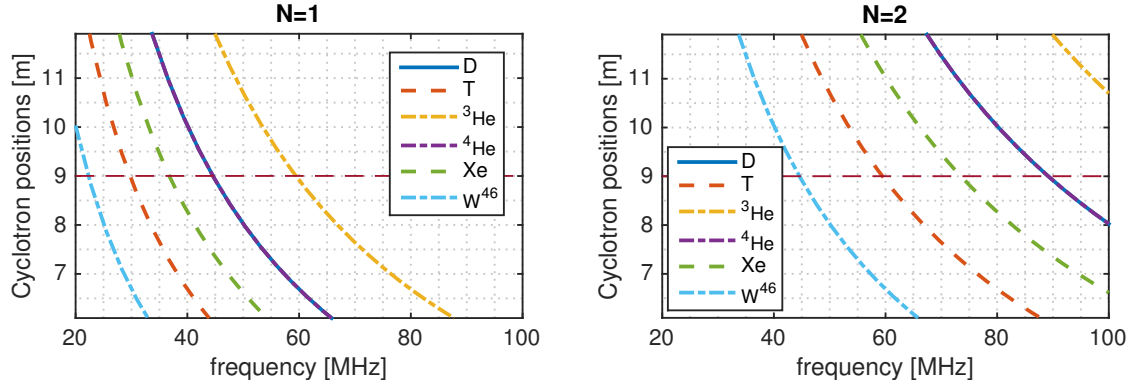 N=1
Cyclotron positions [m]
11
10
9
8
7
20 40 60 80 100
frequency [MHz]
D
T
³He
⁴He
Xe
W⁴⁶
N=2
Cyclotron positions [m]
11
10
9
8
7
20 40 60 80 100
frequency [MHz]
D
T
³He
⁴He
Xe
W⁴⁶